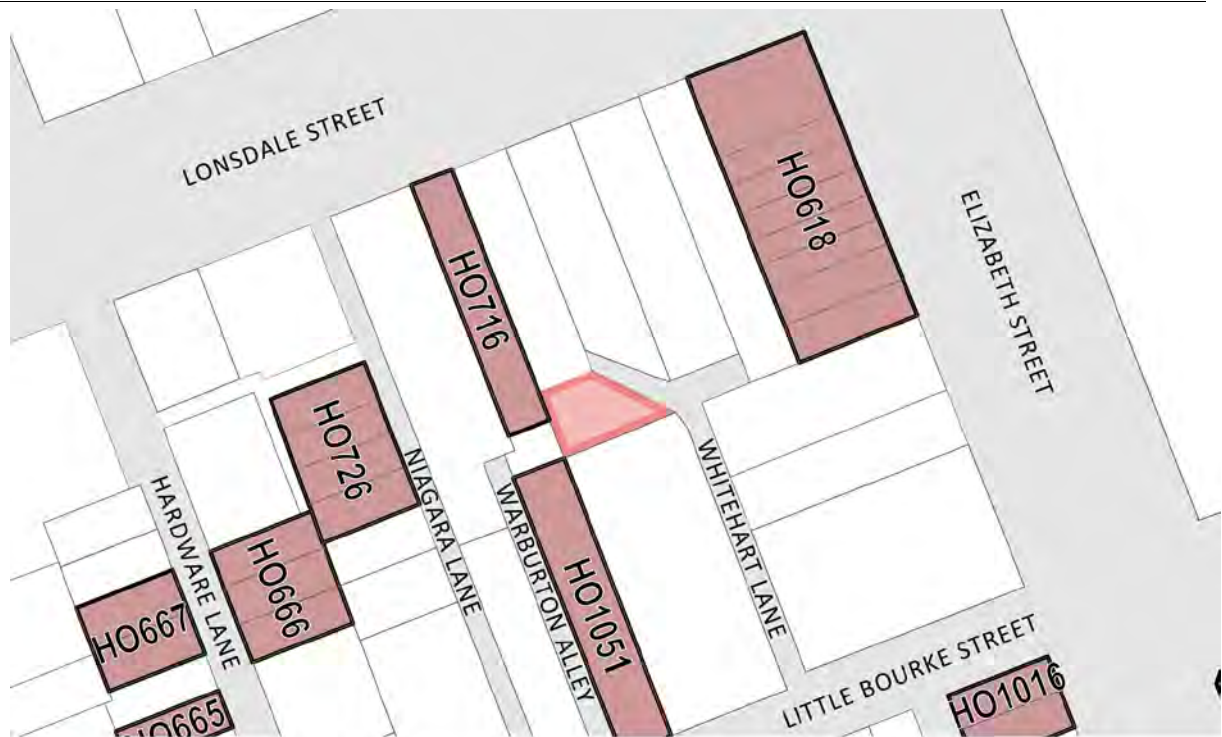 LONSDALE STREET
HO618
ELIZABETH STREET
HO716
HO726
NIAGARA LANE
WHITEHART LANE
HARDWARE LANE
WARBURTON ALLEY
HO666
HO1051
HO667
LITTLE BOURKE STREET
HO1016
HO665